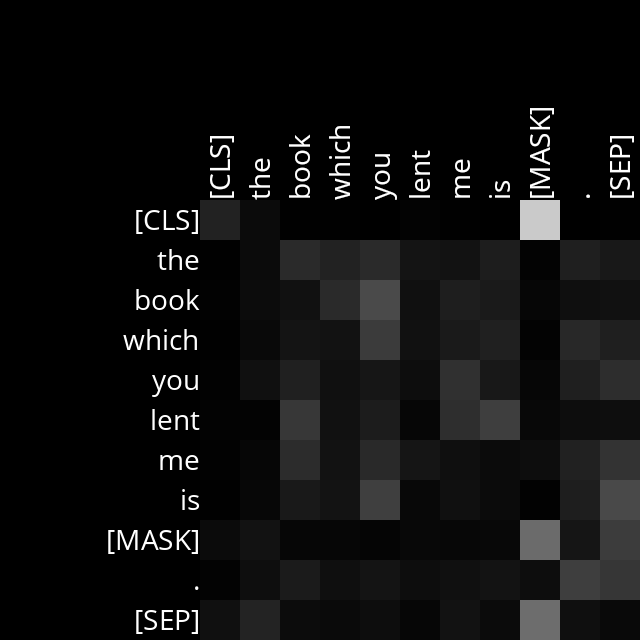 [CLS] the book which you lent me is [MASK] . [SEP]
[CLS]
the
book
which
you
lent
me
is
[MASK]
.
[SEP]